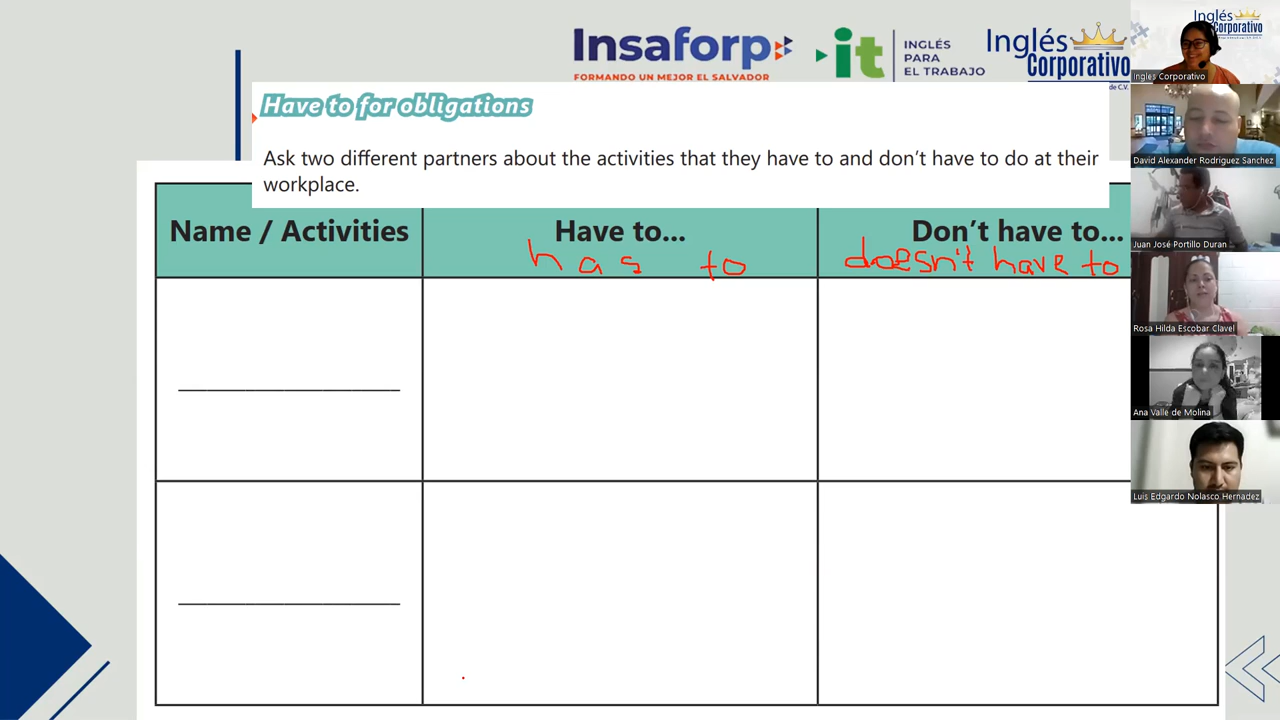 Insaforp
FORMANDO UN MEJOR EL SALVADOR
it
INGLÉS
PARA
EL TRABAJO
Inglés
Corporativo
de C.V.
Have to for obligations
Ask two different partners about the activities that they have to and don't have to do at their
workplace.
Name / Activities
Have to...
has to
Don't have to...
doesn't have to
Inglés
Corporativo
Ingles Corporativo
David Alexander Rodriguez Sanchez
Juan José Portillo Duran
Rosa Hilda Escobar Clavel
Ana Valle de Molina
Luis Edgardo Nolasco Hernadez